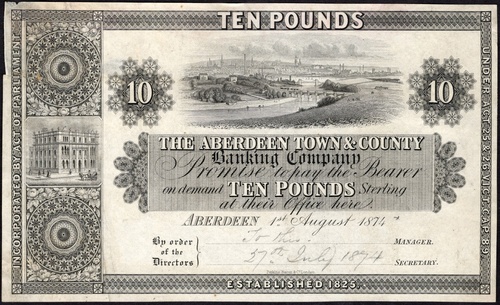 TEN POUNDS
INCORPORATED BY ACT OF PARLIAMENT
UNDER ACT 25 & 26 VICT. CAP. 89
10 10
THE ABERDEEN TOWN & COUNTY
Banking Company
Promise to pay the Bearer
on demand TEN POUNDS Sterling
at their Office here.
ABERDEEN 1st August 1874
By order
of the
Directors
MANAGER.
27th July 1874
SECRETARY.
ESTABLISHED 1825.